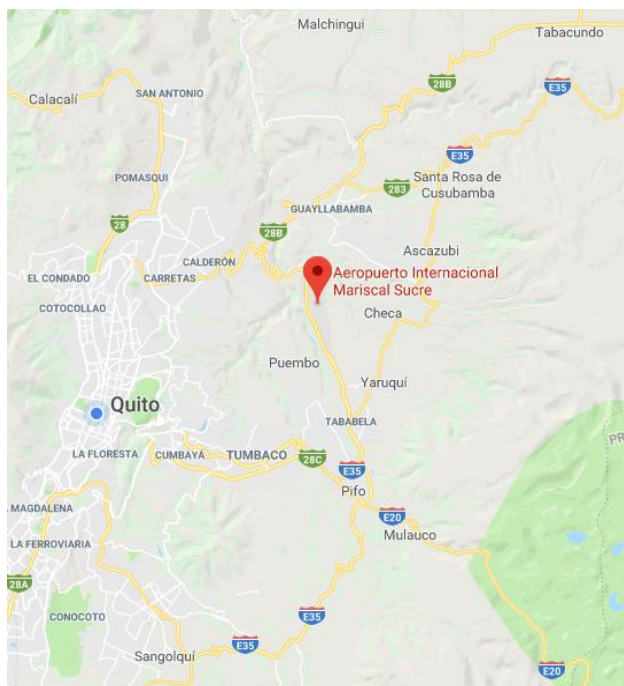 Malchingui
Tabacundo
28B
E35
Calacalí
SAN ANTONIO
E35
POMASQUI
Santa Rosa de
Cusubamba
283
GUAYLLABAMBA
28
28B
CALDERÓN
Ascazubi
EL CONDADO
CARRETAS
Aeropuerto Internacional
Mariscal Sucre
COTOCOLLAO
Checa
Puembo
Yaruquí
Quito
TABABELA
LA FLORESTA
CUMBAYÁ
TUMBACO
28C
E35
Pifo
A MAGDALENA
E20
Mulauco
PR
LA FERROVIARIA
28A
CONOCOTO
E35
E35
Sangolquí
E20